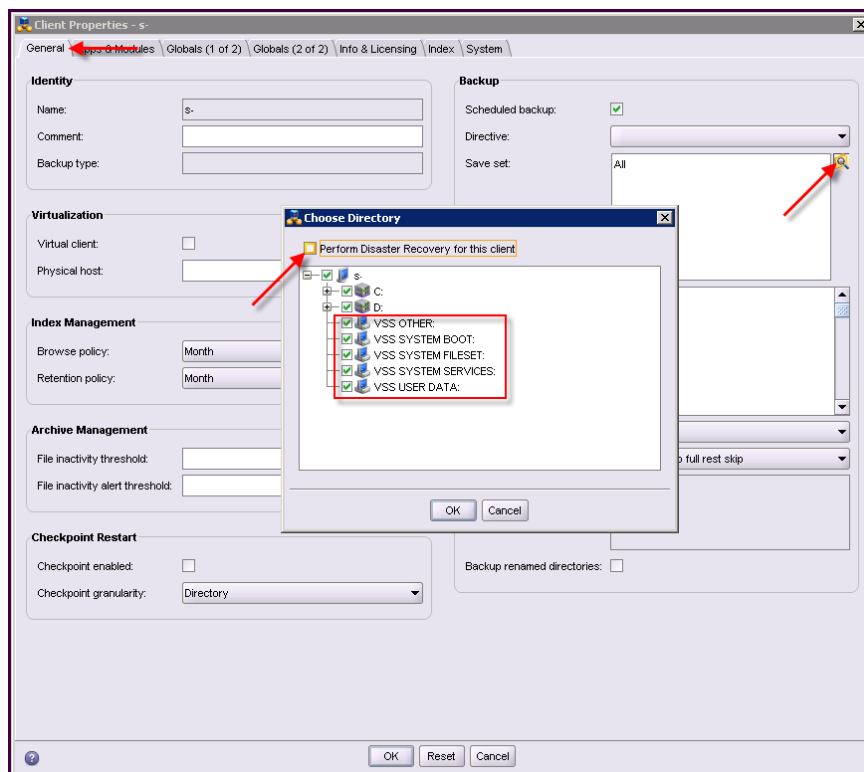 Client Properties - s-
General
Apps & Modules
Globals (1 of 2)
Globals (2 of 2)
Info & Licensing
Index
System
Identity
Name:
s-
Comment:
Backup type:
Virtualization
Virtual client:
Physical host:
Index Management
Browse policy:
Month
Retention policy:
Month
Archive Management
File inactivity threshold:
File inactivity alert threshold:
Checkpoint Restart
Checkpoint enabled:
Checkpoint granularity:
Directory
Backup
Scheduled backup:
Directive:
Save set:
All
full rest skip
Backup renamed directories:
Choose Directory
Perform Disaster Recovery for this client
s-
C:
D:
VSS OTHER:
VSS SYSTEM BOOT:
VSS SYSTEM FILESET:
VSS SYSTEM SERVICES:
VSS USER DATA:
OK
Cancel
OK
Reset
Cancel